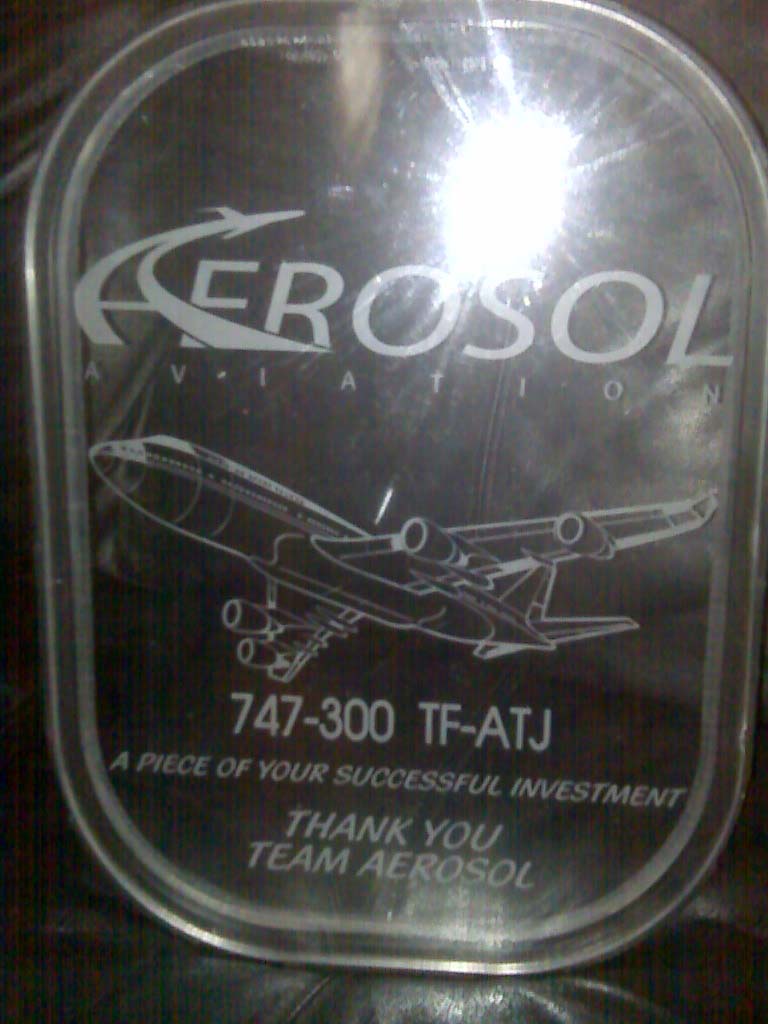 AEROSOL
AVIATION
747-300 TF-ATJ
A PIECE OF YOUR SUCCESSFUL INVESTMENT
THANK YOU
TEAM AEROSOL